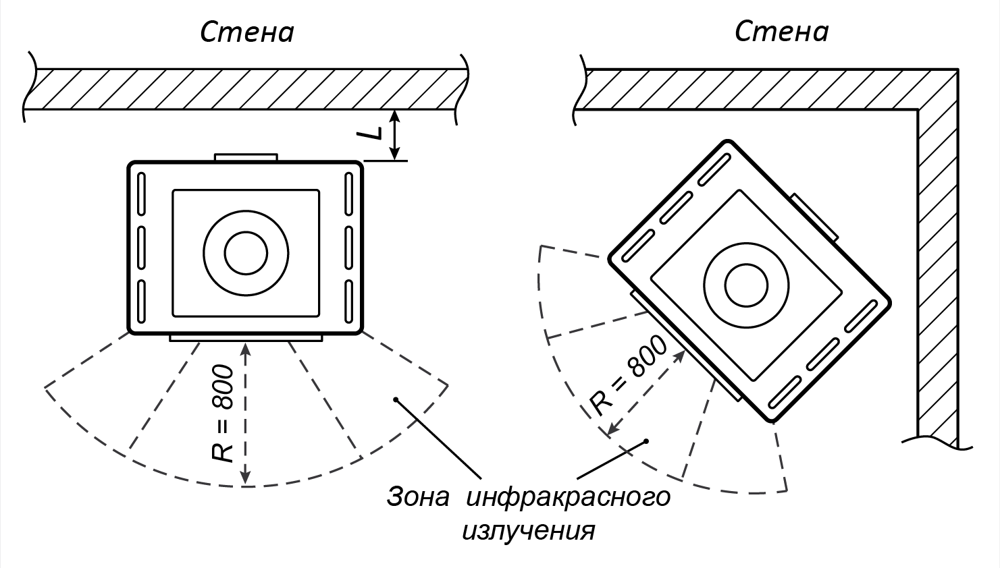 Стена
Стена
L
R = 800
R = 800
Зона инфракрасного
излучения